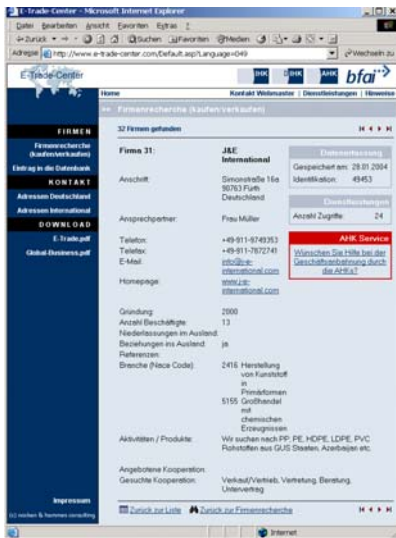 E-Trade-Center - Microsoft Internet Explorer
Datei Bearbeiten Ansicht Favoriten Extras ?
Zurück Suchen Favoriten Medien
Adresse http://www.e-trade-center.com/Default.asp?Language=049 Wechseln zu
E-Trade-Center IHK IHK AHK bfai
Home Kontakt Webmaster | Dienstleistungen | Hinweise
Firmenrecherche (kaufen/verkaufen)
FIRMEN
Firmenrecherche
(kaufen/verkaufen)
Eintrag in die Datenbank
KONTAKT
Adressen Deutschland
Adressen International
DOWNLOAD
E-Trade.pdf
Global-Business.pdf
Impressum
32 Firmen gefunden
Firma 31: J&E
International
Anschrift: Simonstraße 16a
90763 Fürth
Deutschland
Ansprechpartner: Frau Müller
Telefon: +49-911-9749353
Telefax: +49-911-7872741
E-Mail: info@j-e-
international.com
Homepage: www.j-e-
international.com
Gründung: 2000
Anzahl Beschäftigte: 13
Niederlassungen im Ausland:
Beziehungen ins Ausland: ja
Referenzen:
Branche (Nace Code): 2416 Herstellung
von Kunststoff
in
Primärformen
5155 Großhandel
mit
chemischen
Erzeugnissen
Aktivitäten / Produkte: Wir suchen nach PP, PE, HDPE, LDPE, PVC
Rohstoffen aus GUS Staaten, Azerbaijan etc.
Angebotene Kooperation:
Gesuchte Kooperation: Verkauf/Vertrieb, Vertretung, Beratung,
Untervertrag
Datenerfassung
Gespeichert am: 28.01.2004
Identifikation: 49453
Dienstleistungen
Anzahl Zugriffe: 24
AHK Service
Wünschen Sie Hilfe bei der
Geschäftsanbahnung durch
die AHKs?
Zurück zur Liste Zurück zur Firmenrecherche
Internet